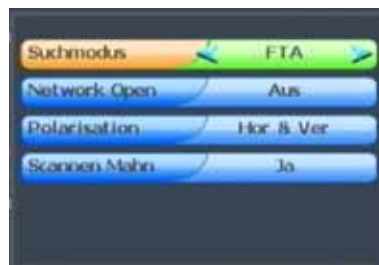 Suchmodus FTA
Network Open Aus
Polarisation Hor & Ver
Scannen Mahn Ja